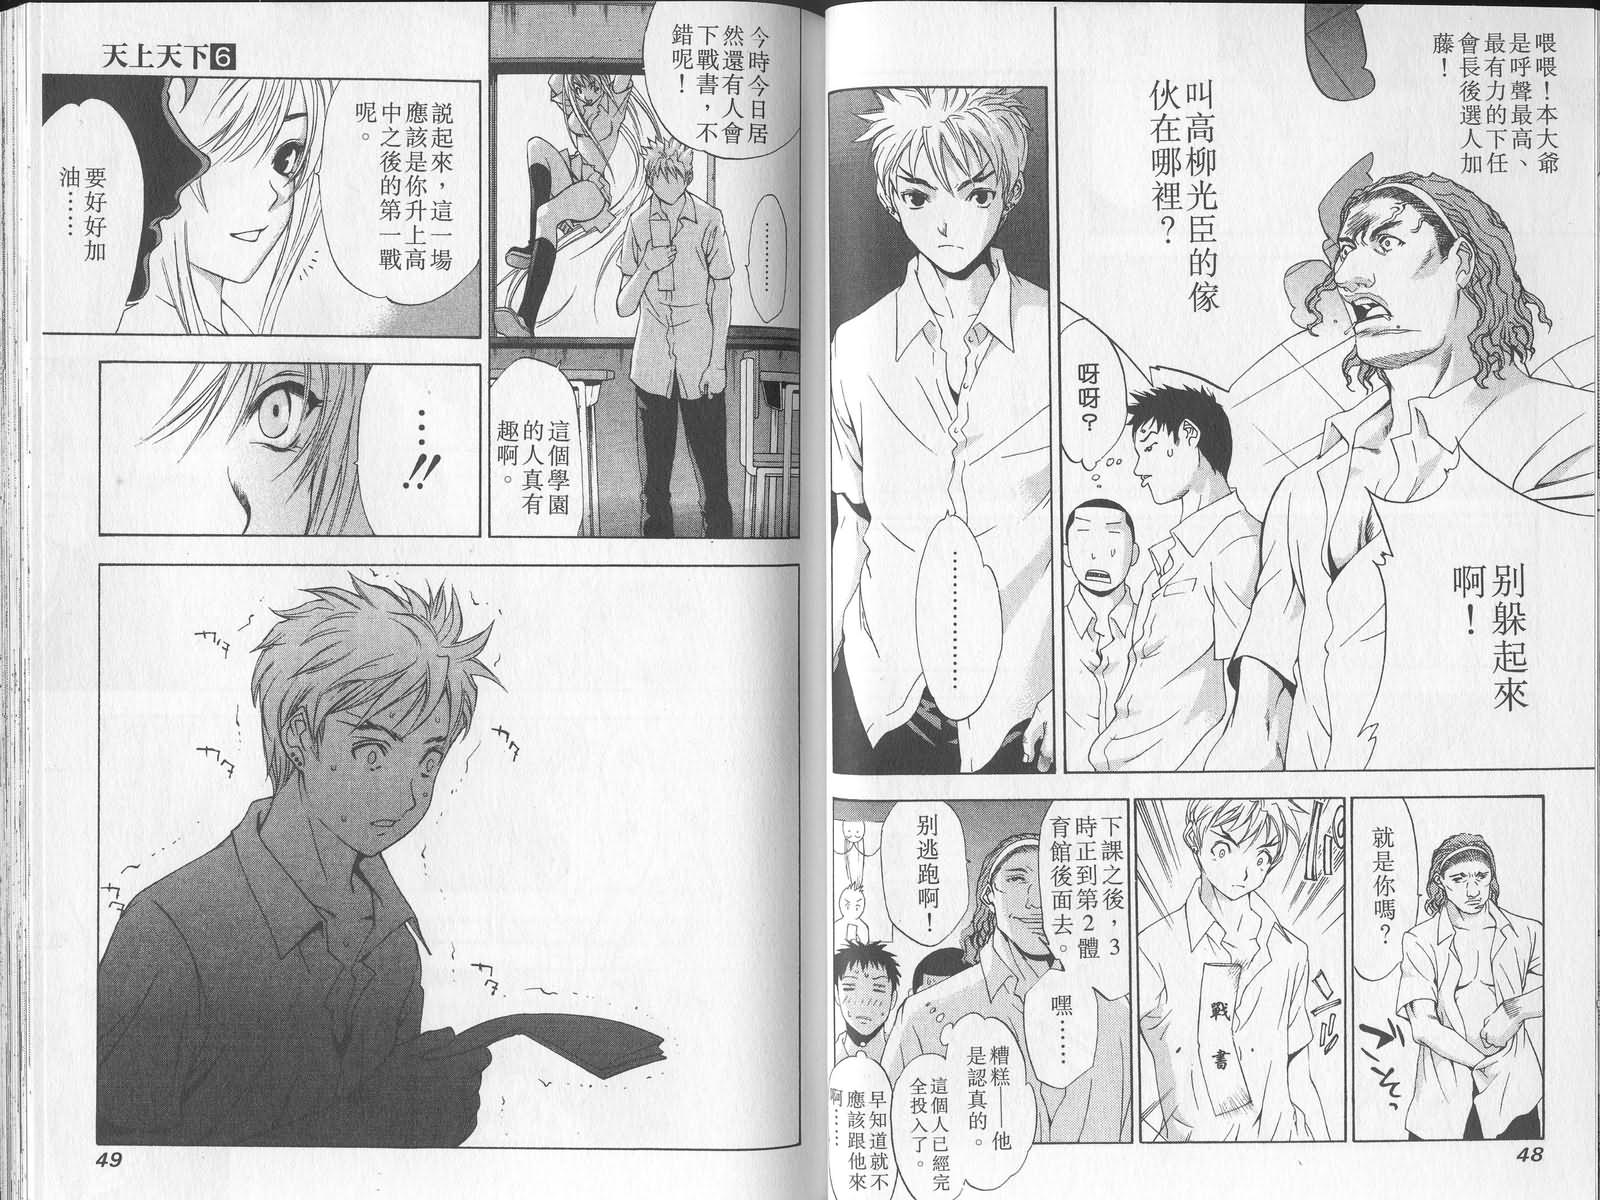 喂喂！本大爺
是呼聲最高、
最有力的下任
會長後選人加
藤！
叫高柳光臣的傢
伙在哪裡？
呀呀？
別躲起來
啊！
…………
就是你嗎？
戰書
下課之後，3
時正到第2體
育館後面去。
嘿……
別逃跑啊！
糟糕——他
是認真的。
這個人已經完
全投入了。
早知道就不
應該跟他來
啊……
48
天上天下6
今時今日居
然還有人會
下戰書，不
錯呢！
………
這個學園
的人真有
趣啊。
說起來，這一場
應該是你升上高
中之後的第一戰
呢。
要好好加
油……
…!!
49